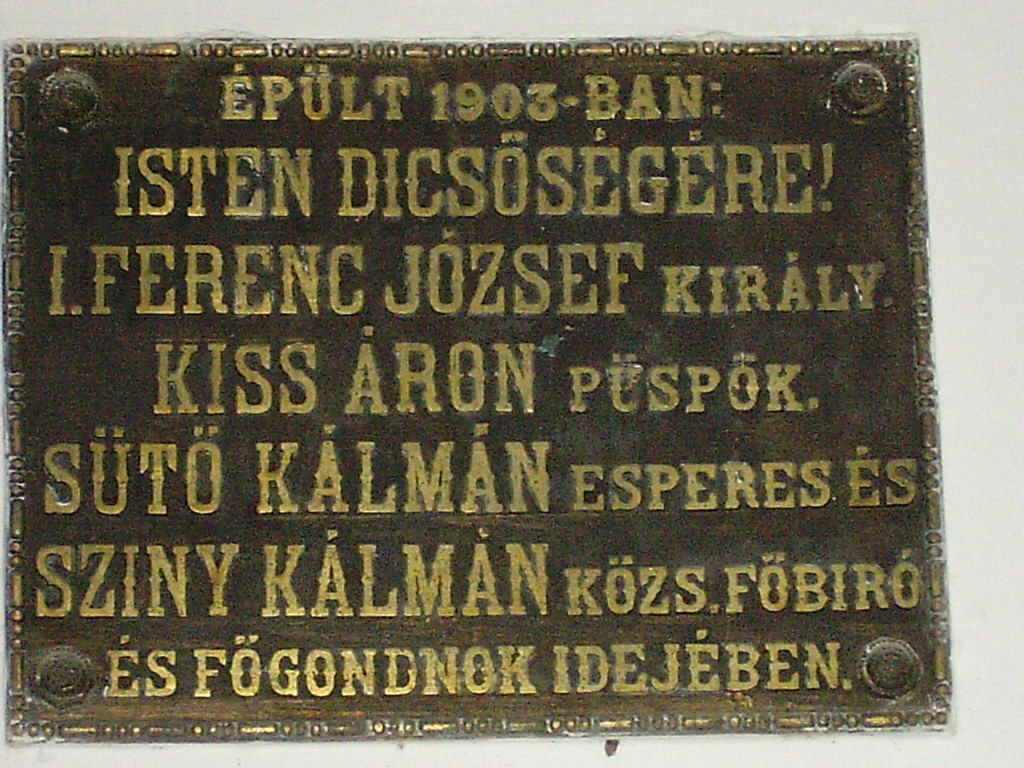 ÉPÜLT 1903-BAN:
ISTEN DICSŐSÉGÉRE!
I. FERENC JÓZSEF KIRÁLY.
KISS ÁRON PÜSPÖK.
SÜTÖ KÁLMÁN ESPERES ÉS
SZINY KÁLMÁN KÖZS. FŐBIRÓ
ÉS FŐGONDNOK IDEJÉBEN.